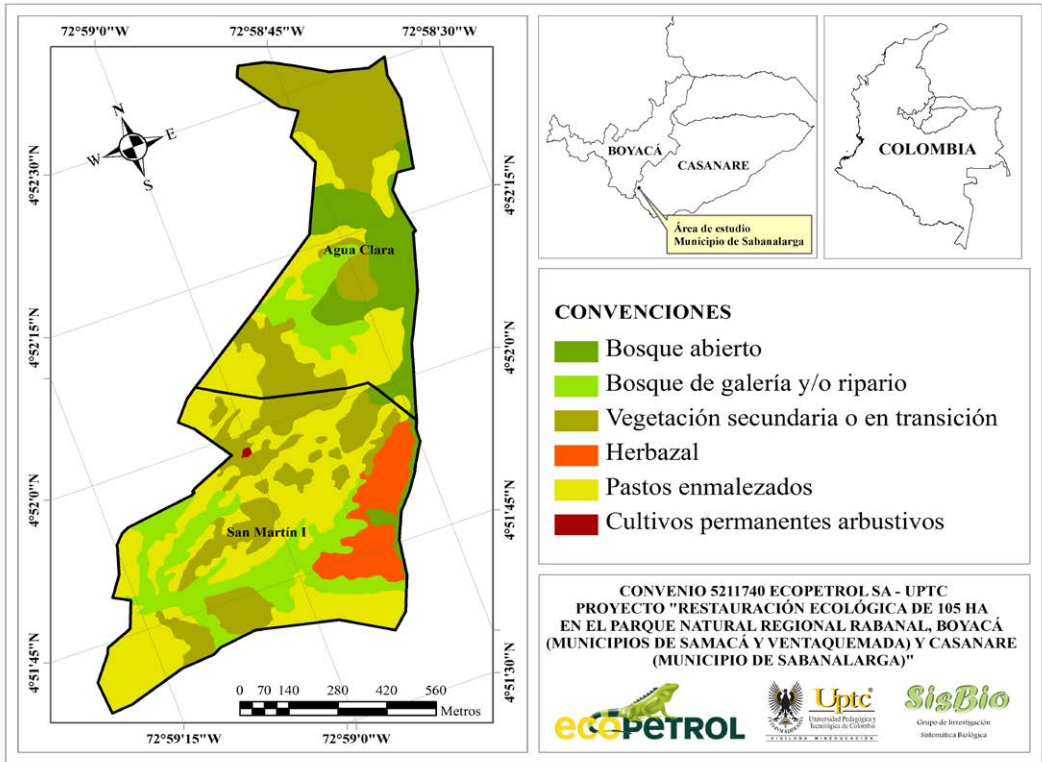 72°59'0"W
72°58'45"W
72°58'30"W
N
E
W
S
4°52'30"N
4°52'15"N
4°52'0"N
4°51'45"N
4°52'15"N
4°52'0"N
4°51'45"N
4°51'30"N
Agua Clara
San Martín I
0 70 140 280 420 560
Metros
72°59'15"W
72°59'0"W
BOYACÁ
CASANARE
Área de estudio
Municipio de Sabanalarga
COLOMBIA
CONVENCIONES
Bosque abierto
Bosque de galería y/o ripario
Vegetación secundaria o en transición
Herbazal
Pastos enmalezados
Cultivos permanentes arbustivos
CONVENIO 5211740 ECOPETROL SA - UPTC
PROYECTO "RESTAURACIÓN ECOLÓGICA DE 105 HA
EN EL PARQUE NATURAL REGIONAL RABANAL, BOYACÁ
(MUNICIPIOS DE SAMACÁ Y VENTAQUEMADA) Y CASANARE
(MUNICIPIO DE SABANALARGA)"
ecoPETROL
Uptc
Universidad Pedagógica y
Tecnológica de Colombia
VIGILADA MINEDUCACIÓN
SisBio
Grupo de Investigación
Sistemática Biológica